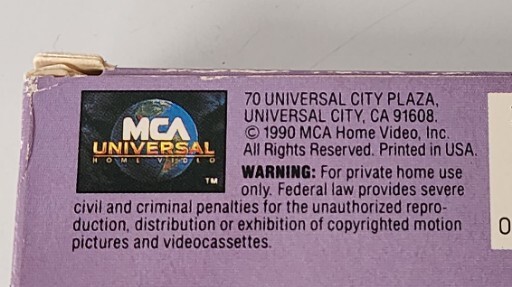 MCA
UNIVERSAL
HOME VIDEO
TM
70 UNIVERSAL CITY PLAZA,
UNIVERSAL CITY, CA 91608.
© 1990 MCA Home Video, Inc.
All Rights Reserved. Printed in USA.
WARNING: For private home use
only. Federal law provides severe
civil and criminal penalties for the unauthorized repro-
duction, distribution or exhibition of copyrighted motion
pictures and videocassettes.
0